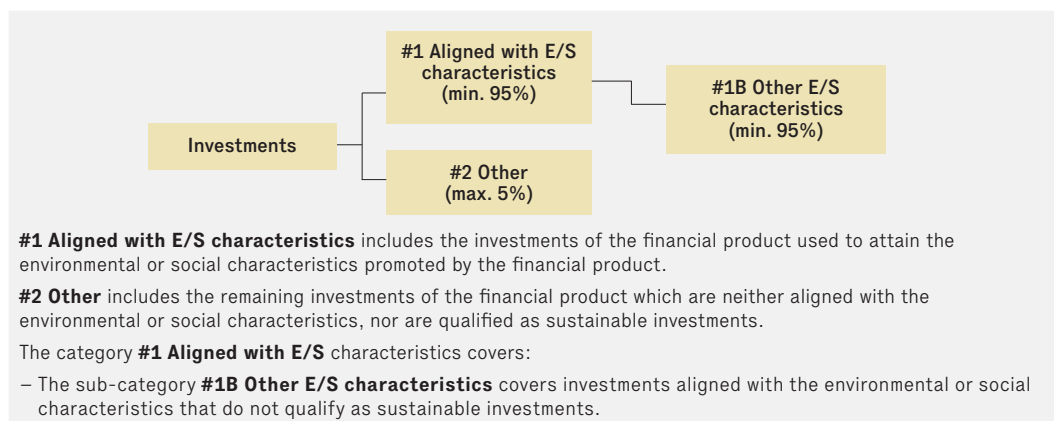 #1 Aligned with E/S
characteristics
(min. 95%)
#1B Other E/S
characteristics
(min. 95%)
Investments
#2 Other
(max. 5%)
#1 Aligned with E/S characteristics includes the investments of the financial product used to attain the
environmental or social characteristics promoted by the financial product.
#2 Other includes the remaining investments of the financial product which are neither aligned with the
environmental or social characteristics, nor are qualified as sustainable investments.
The category #1 Aligned with E/S characteristics covers:
– The sub-category #1B Other E/S characteristics covers investments aligned with the environmental or social
characteristics that do not qualify as sustainable investments.